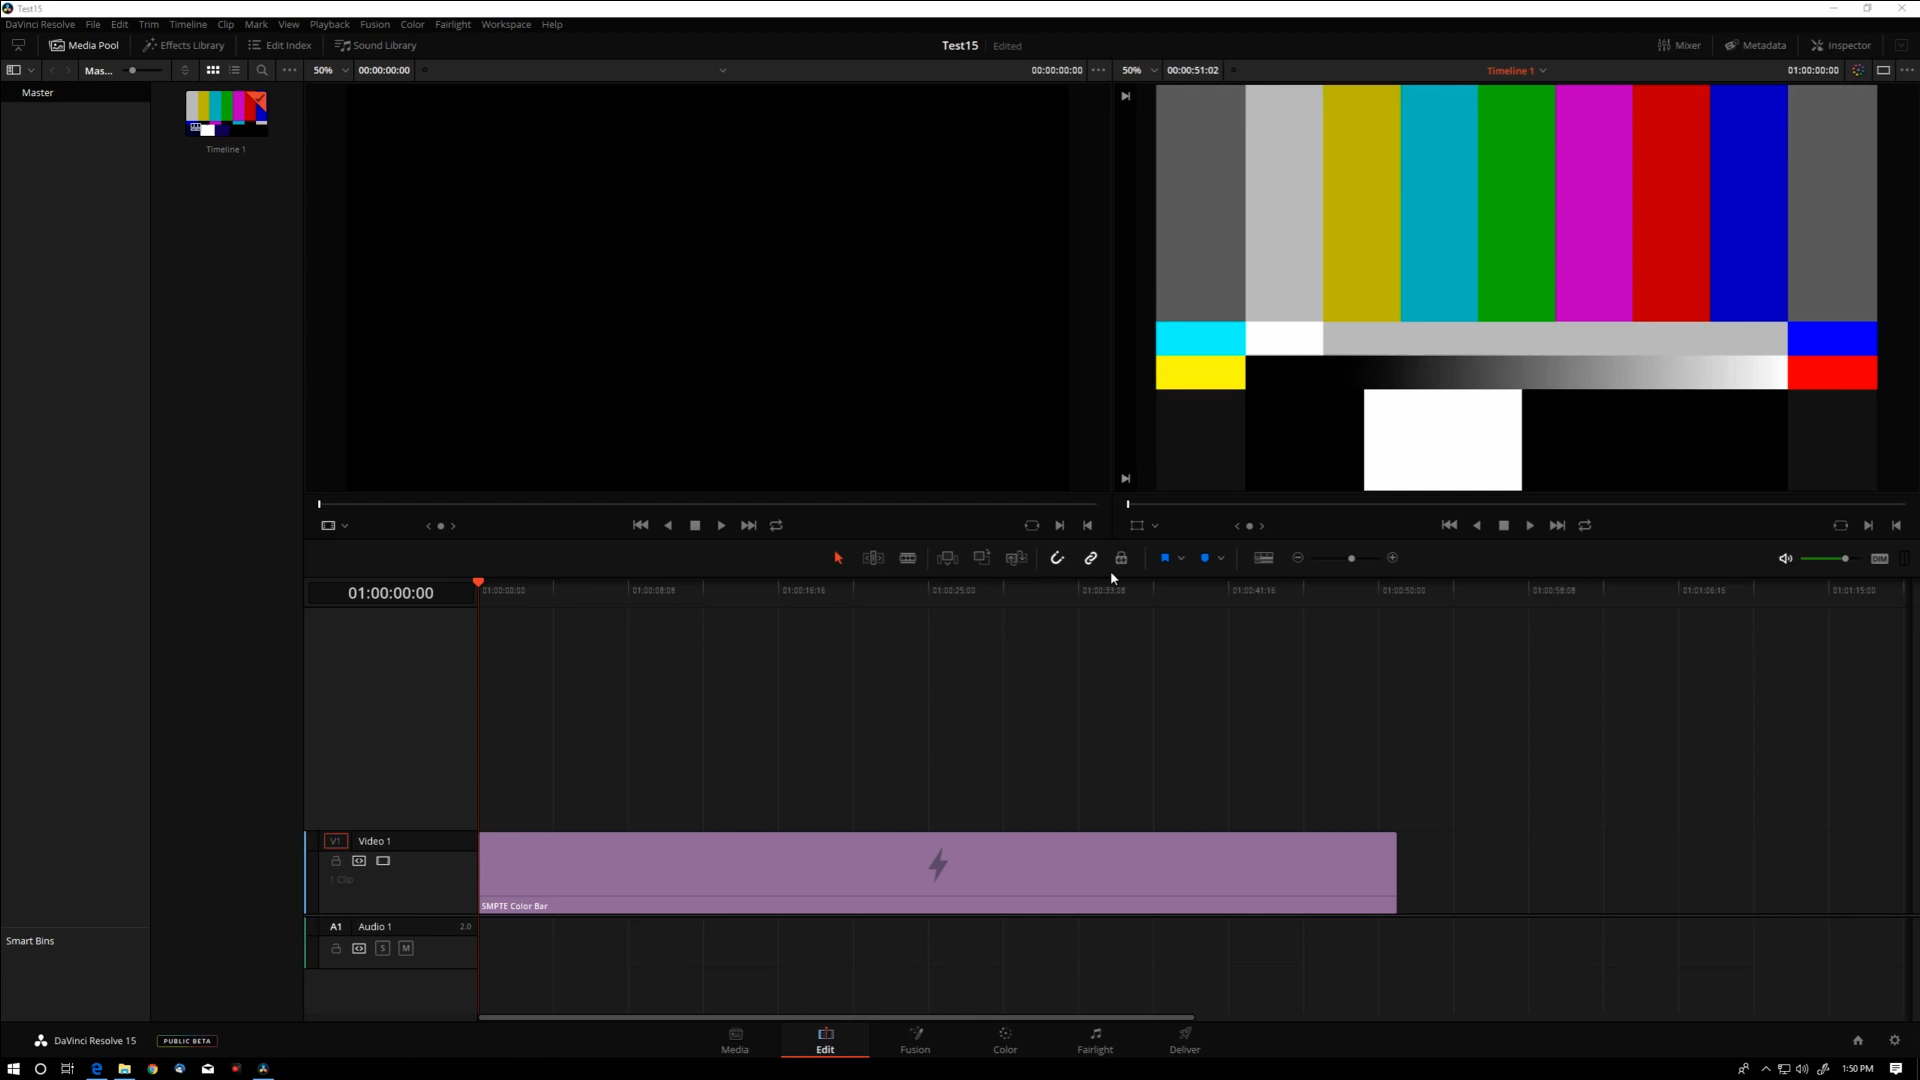 Test15
DaVinci Resolve File Edit Trim Timeline Clip Mark View Playback Fusion Color Fairlight Workspace Help
Media Pool Effects Library Edit Index Sound Library Test15 Edited Mixer Metadata Inspector
Mas... 50% 00:00:00:00 00:00:00:00 50% 00:00:51:02 Timeline 1 01:00:00:00
Master
Timeline 1
DIM
01:00:00:00 01:00:00:00 01:00:08:08 01:00:16:16 01:00:25:00 01:00:33:08 01:00:41:16 01:00:50:00 01:00:58:08 01:01:06:16 01:01:15:00
V1 Video 1
1 Clip
SMPTE Color Bar
A1 Audio 1 2.0
S M
Smart Bins
DaVinci Resolve 15 PUBLIC BETA Media Edit Fusion Color Fairlight Deliver
1:50 PM